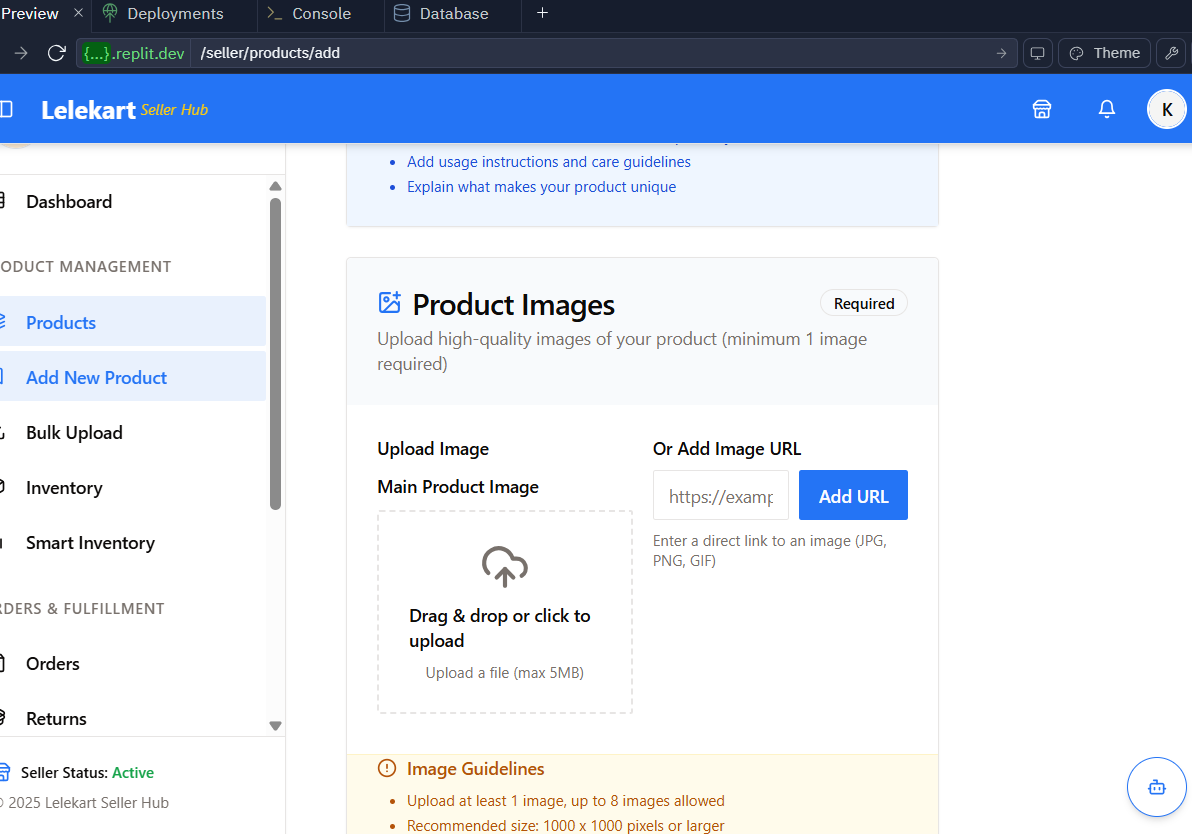 Preview
Deployments
Console
Database
{...}.replit.dev /seller/products/add
Theme
Lelekart Seller Hub
K
Add usage instructions and care guidelines
Explain what makes your product unique
Dashboard
ODUCT MANAGEMENT
Products
Add New Product
Bulk Upload
Inventory
Smart Inventory
RDERS & FULFILLMENT
Orders
Returns
Seller Status: Active
© 2025 Lelekart Seller Hub
Product Images
Required
Upload high-quality images of your product (minimum 1 image
required)
Upload Image
Main Product Image
Drag & drop or click to
upload
Upload a file (max 5MB)
Or Add Image URL
https://examp
Add URL
Enter a direct link to an image (JPG,
PNG, GIF)
Image Guidelines
Upload at least 1 image, up to 8 images allowed
Recommended size: 1000 x 1000 pixels or larger